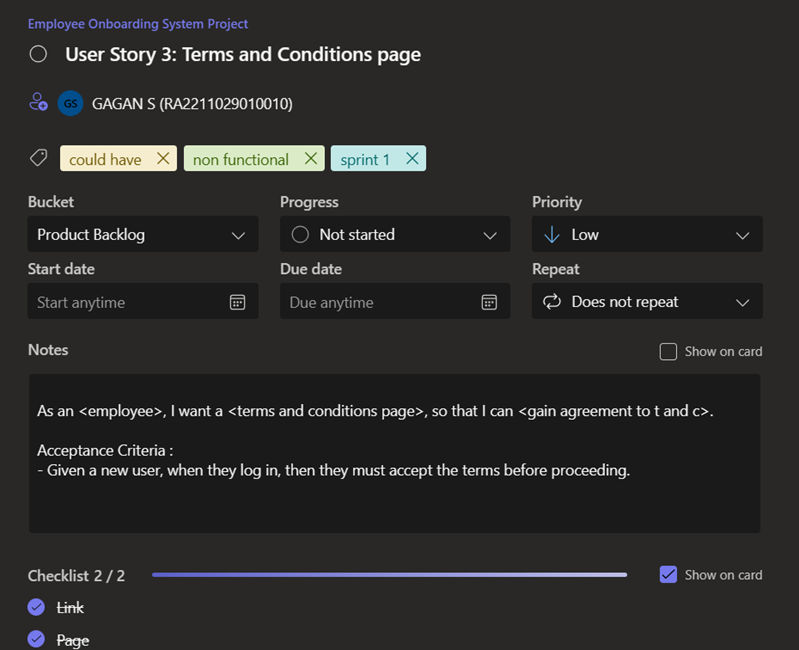 Employee Onboarding System Project
User Story 3: Terms and Conditions page
GS GAGAN S (RA2211029010010)
could have non functional sprint 1
Bucket Progress Priority
Product Backlog Not started Low
Start date Due date Repeat
Start anytime Due anytime Does not repeat
Notes Show on card
As an <employee>, I want a <terms and conditions page>, so that I can <gain agreement to t and c>.
Acceptance Criteria :
- Given a new user, when they log in, then they must accept the terms before proceeding.
Checklist 2 / 2 Show on card
Link
Page